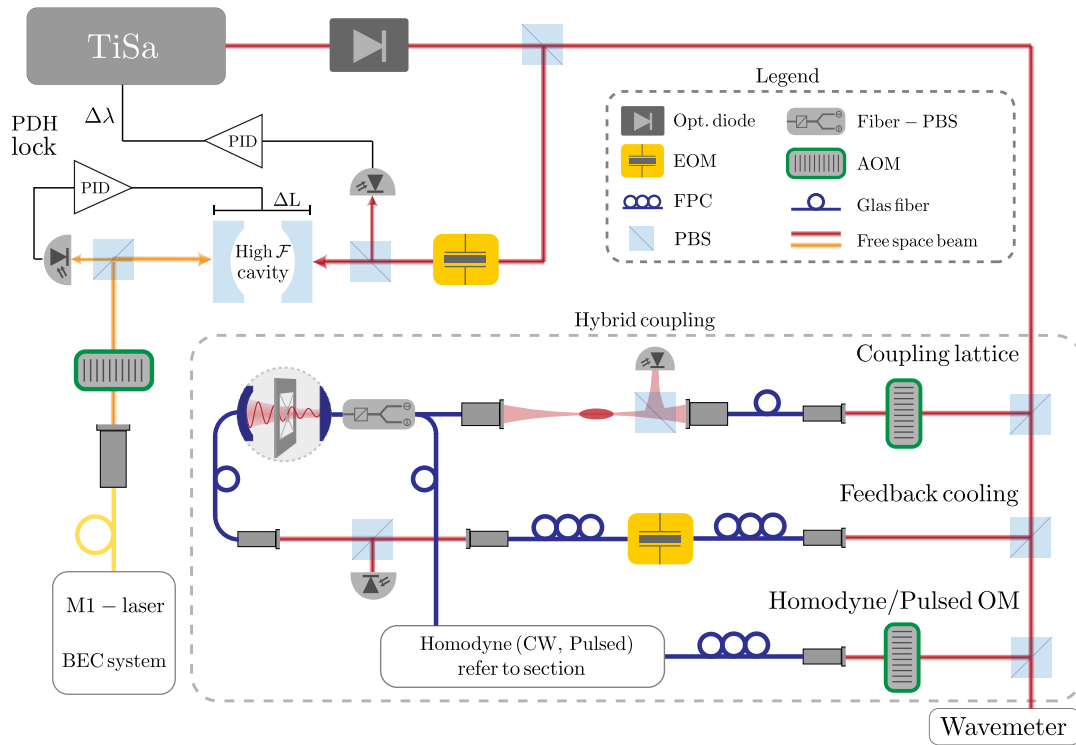 TiSa
Δλ
PDH
lock
PID
PID
ΔL
High 𝓕
cavity
Legend
Opt. diode
Fiber – PBS
EOM
AOM
FPC
Glas fiber
PBS
Free space beam
Hybrid coupling
Coupling lattice
Feedback cooling
Homodyne/Pulsed OM
M1 – laser
BEC system
Homodyne (CW, Pulsed)
refer to section
Wavemeter